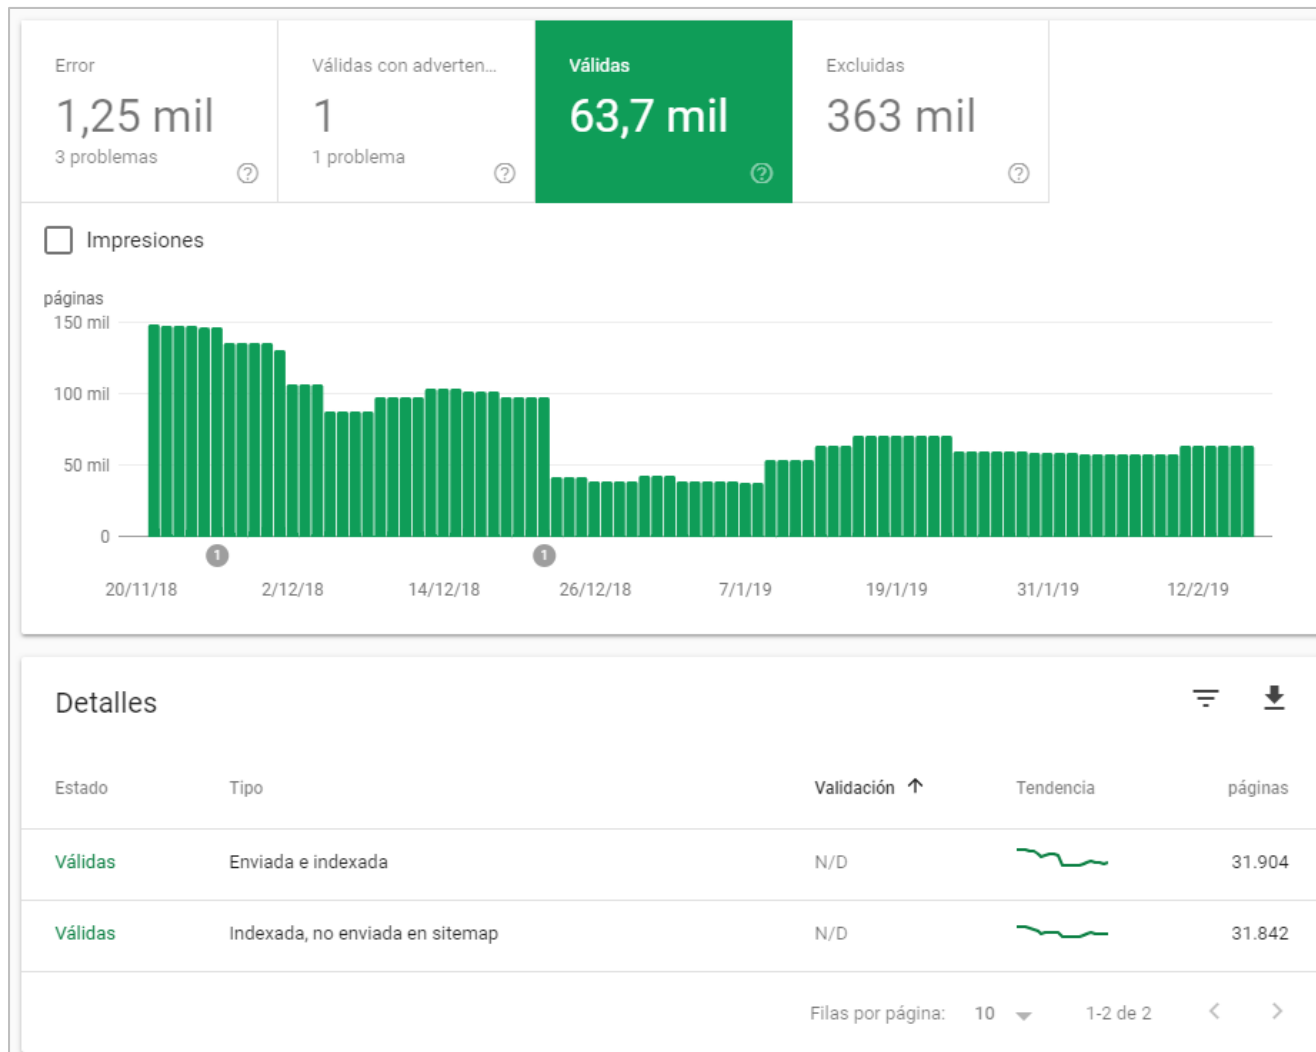 Error
1,25 mil
3 problemas
Válidas con adverten...
1
1 problema
Válidas
63,7 mil
Excluidas
363 mil
Impresiones
páginas
150 mil
100 mil
50 mil
0
1 1
20/11/18 2/12/18 14/12/18 26/12/18 7/1/19 19/1/19 31/1/19 12/2/19
Detalles
Estado Tipo Validación Tendencia páginas
Válidas Enviada e indexada N/D 31.904
Válidas Indexada, no enviada en sitemap N/D 31.842
Filas por página: 10 1-2 de 2